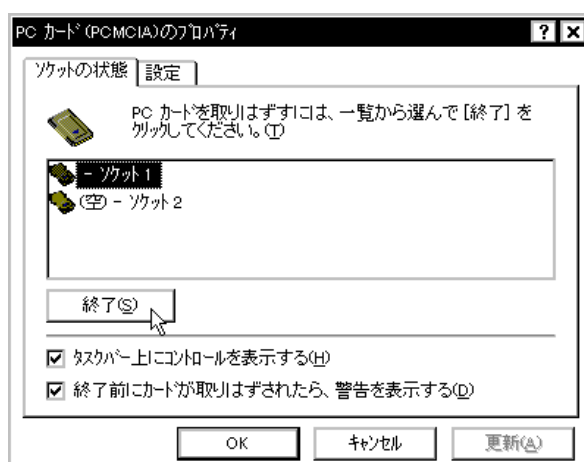 PC カード(PCMCIA)のプロパティ
ソケットの状態 設定
PC カードを取りはずすには、一覧から選んで [終了] を
クリックしてください。(T)
- ソケット 1
(空) - ソケット 2
終了(S)
タスクバー上にコントロールを表示する(H)
終了前にカードが取りはずされたら、警告を表示する(D)
OK キャンセル 更新(A)